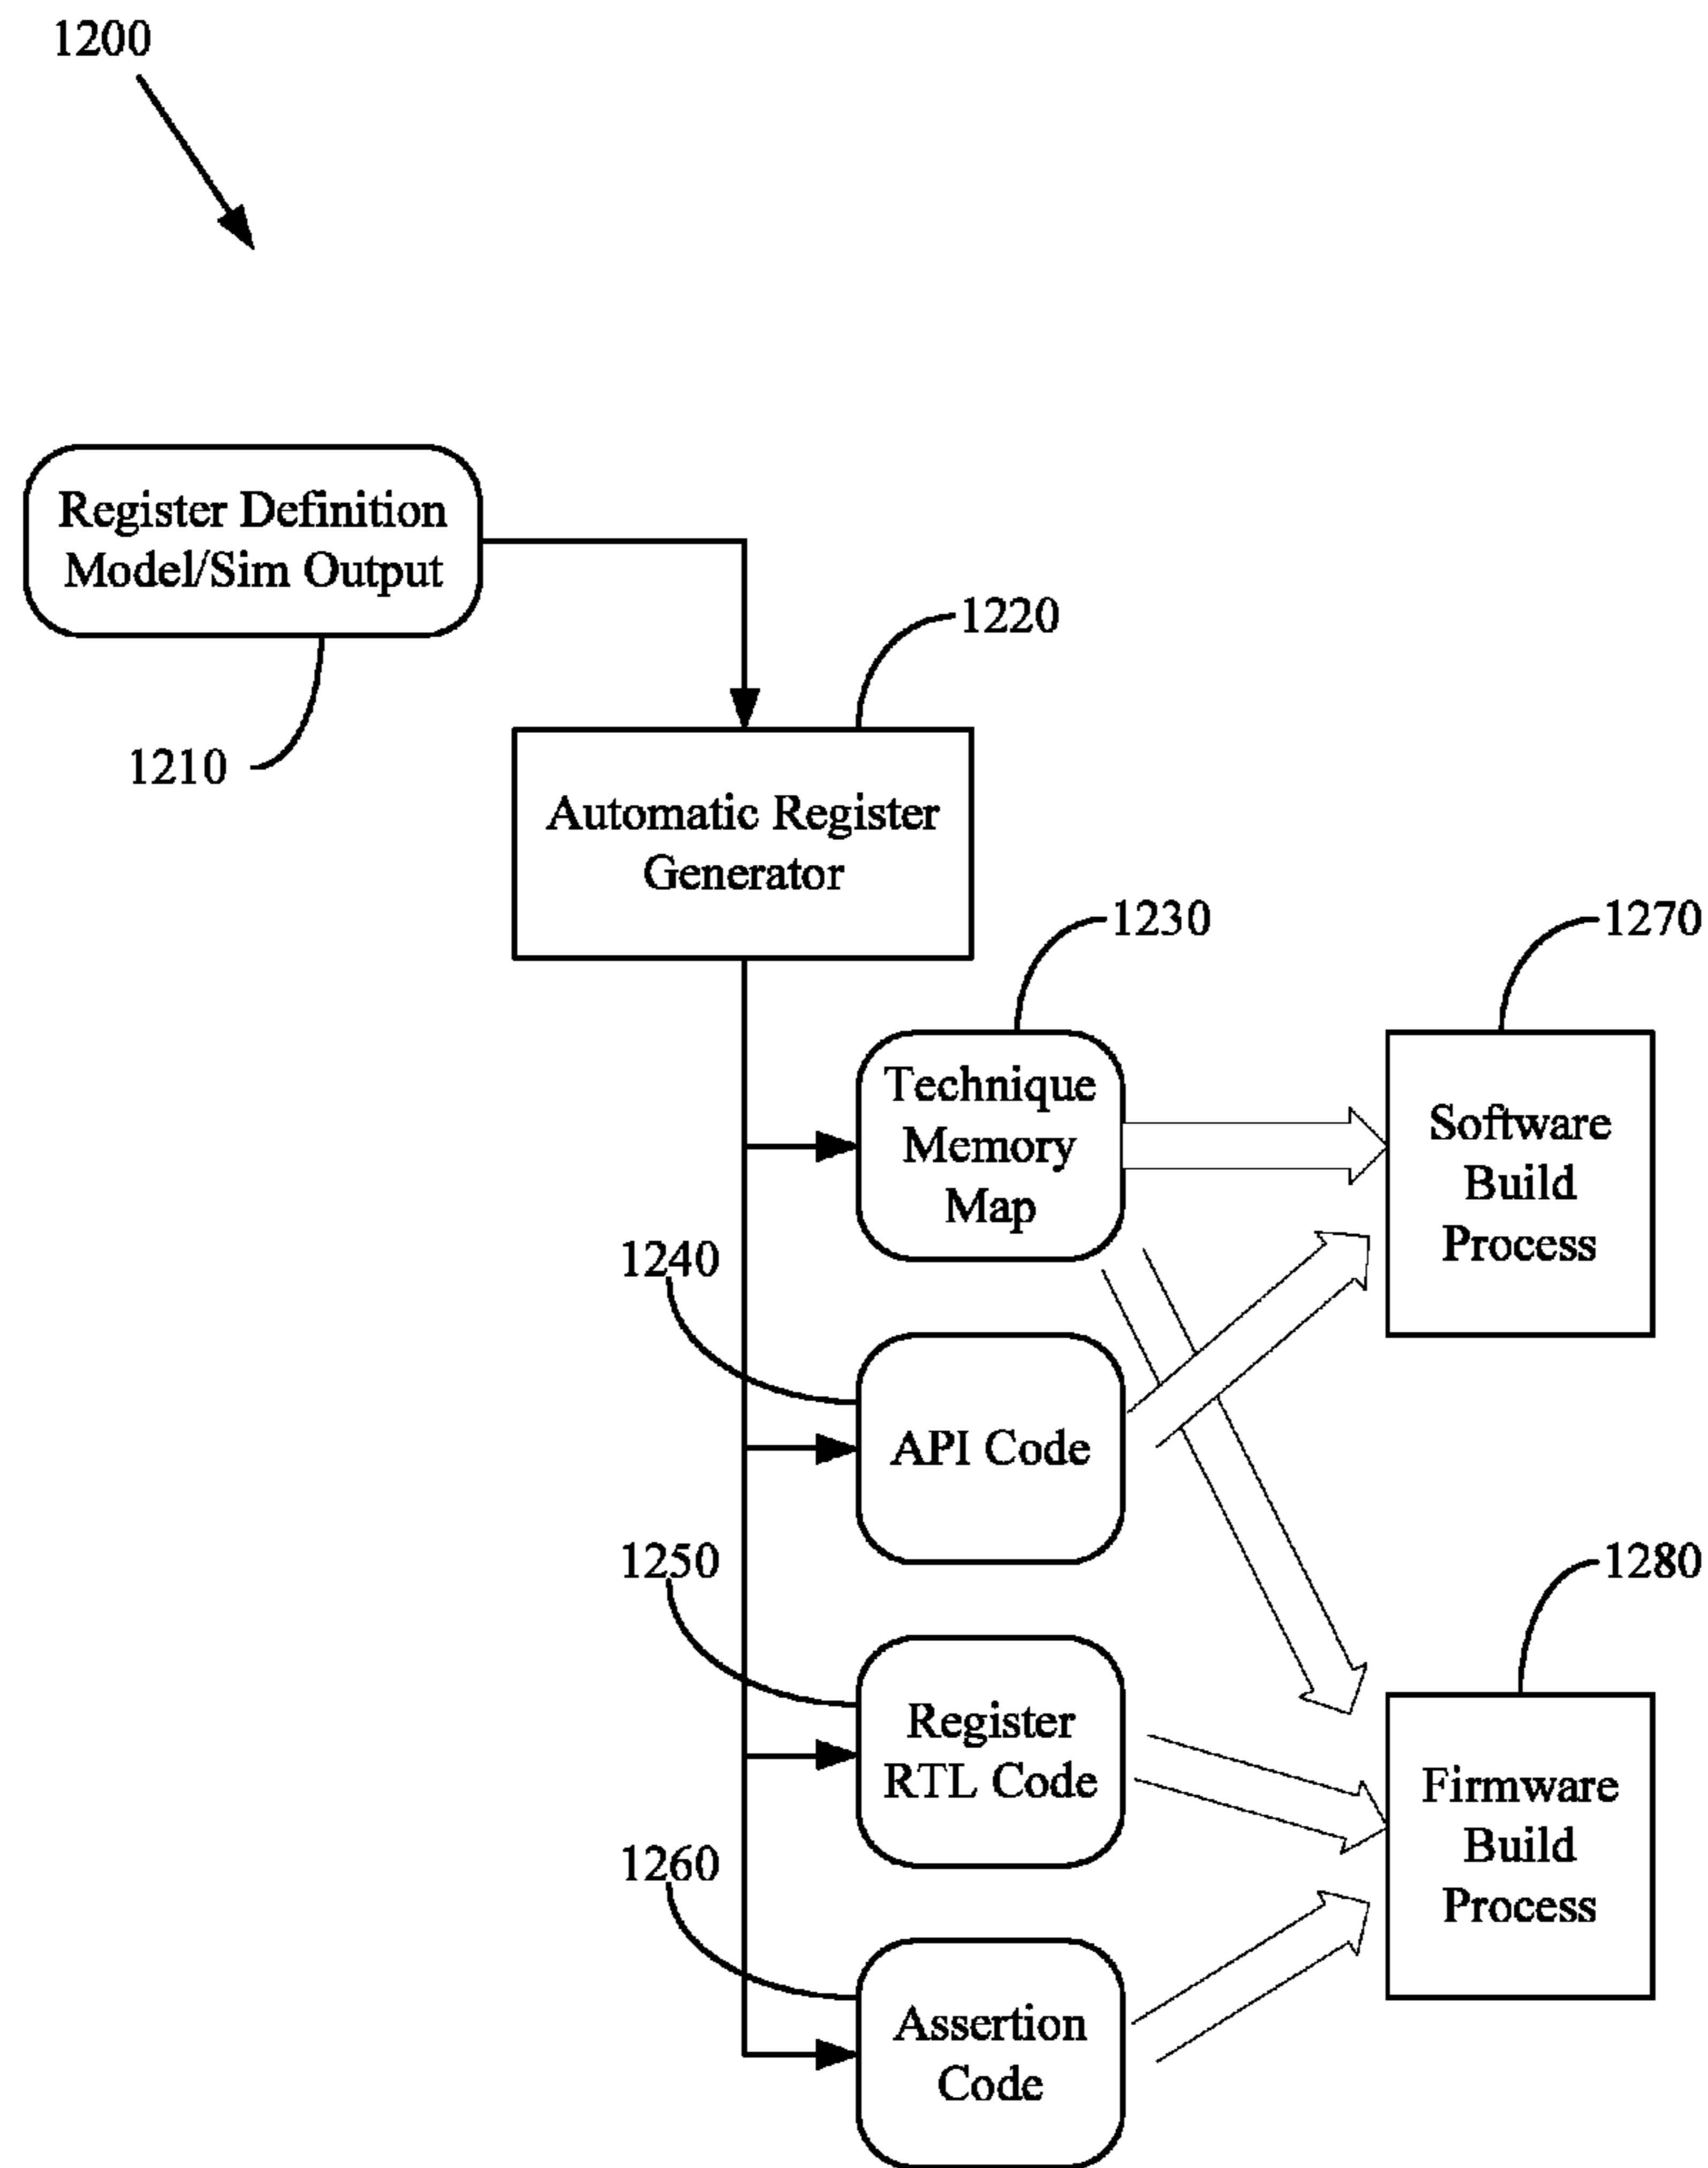 1200
Register Definition
Model/Sim Output
1220
1210
Automatic Register
Generator
1230
1270
Technique
Memory
Map
Software
Build
Process
1240
API Code
1250
1280
Register
RTL Code
Firmware
Build
Process
1260
Assertion
Code